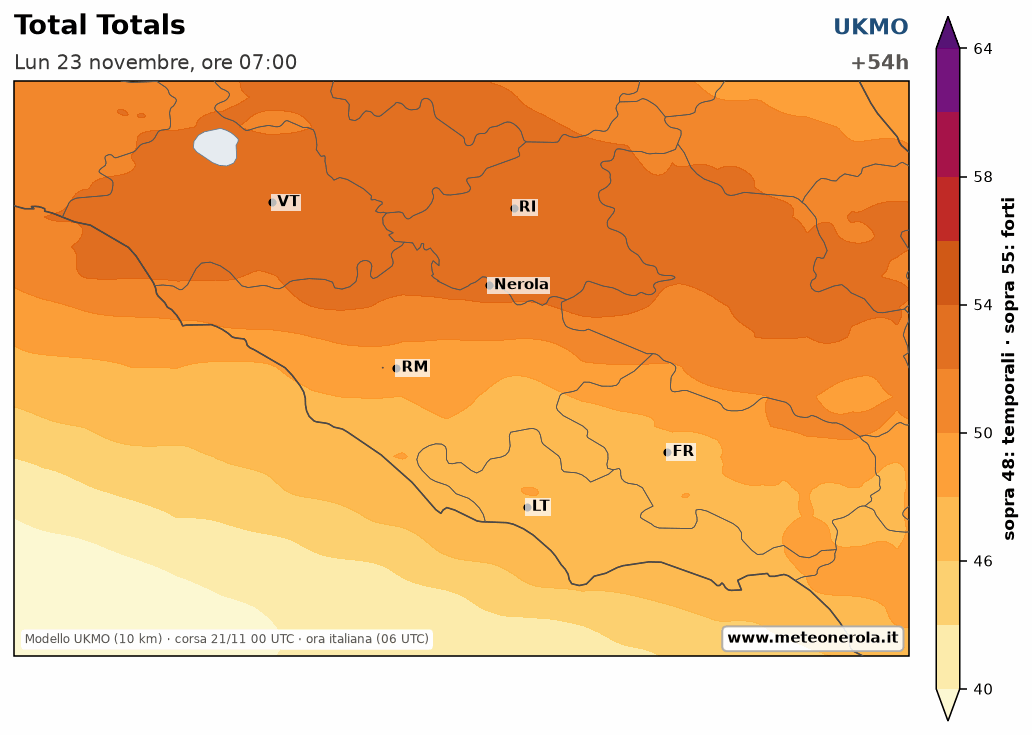 Total Totals
UKMO
Lun 23 novembre, ore 07:00
+54h
VT
RI
Nerola
RM
FR
LT
Modello UKMO (10 km) · corsa 21/11 00 UTC · ora italiana (06 UTC)
www.meteonerola.it
64
58
54
50
46
40
sopra 48: temporali · sopra 55: forti